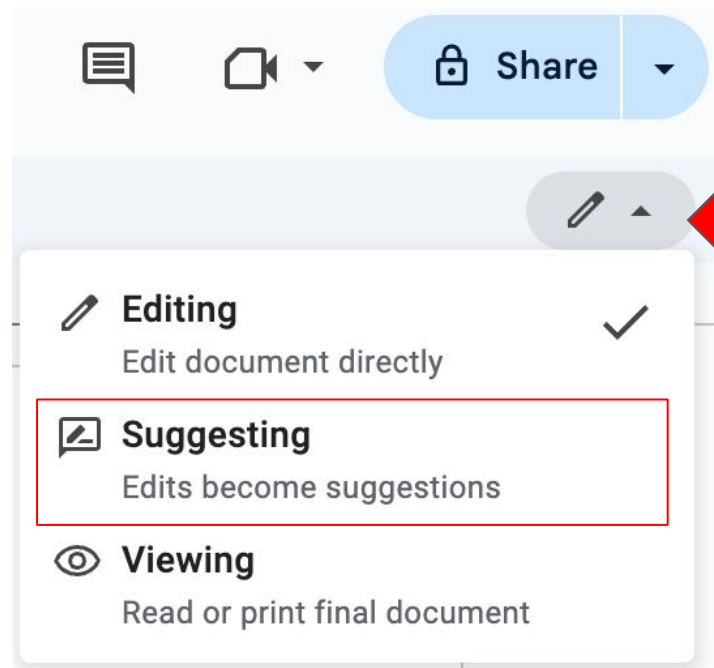 Share
Editing
Edit document directly
Suggesting
Edits become suggestions
Viewing
Read or print final document